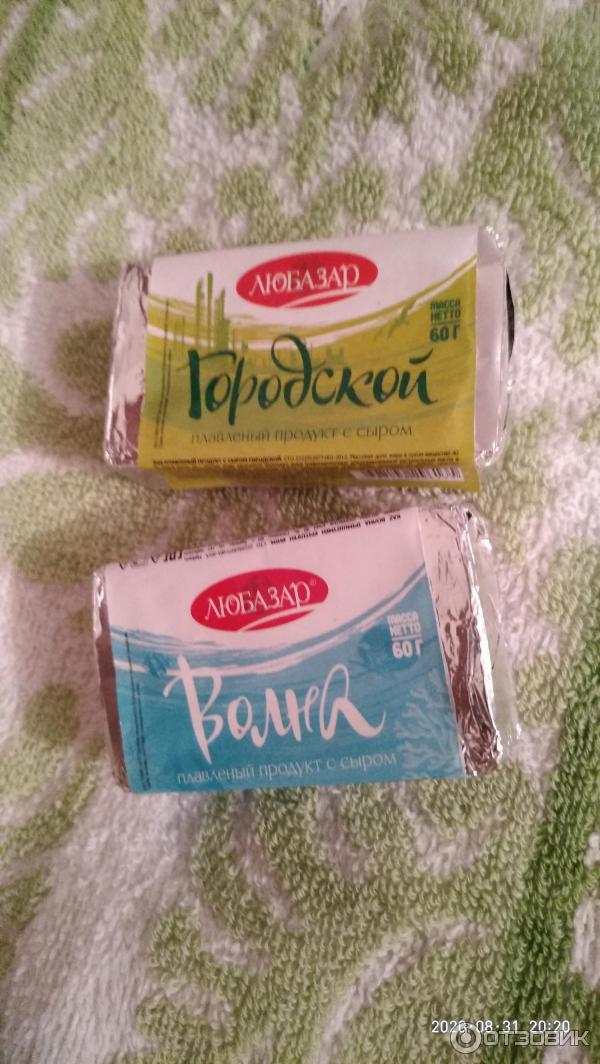 ЛЮБАЗАР
МАССА
НЕТТО
60 Г
Городской
плавленый продукт с сыром
ЛЮБАЗАР®
МАССА
НЕТТО
60 Г
Волна
плавленый продукт с сыром
2020/08/31 20:20
ОТЗОВИК